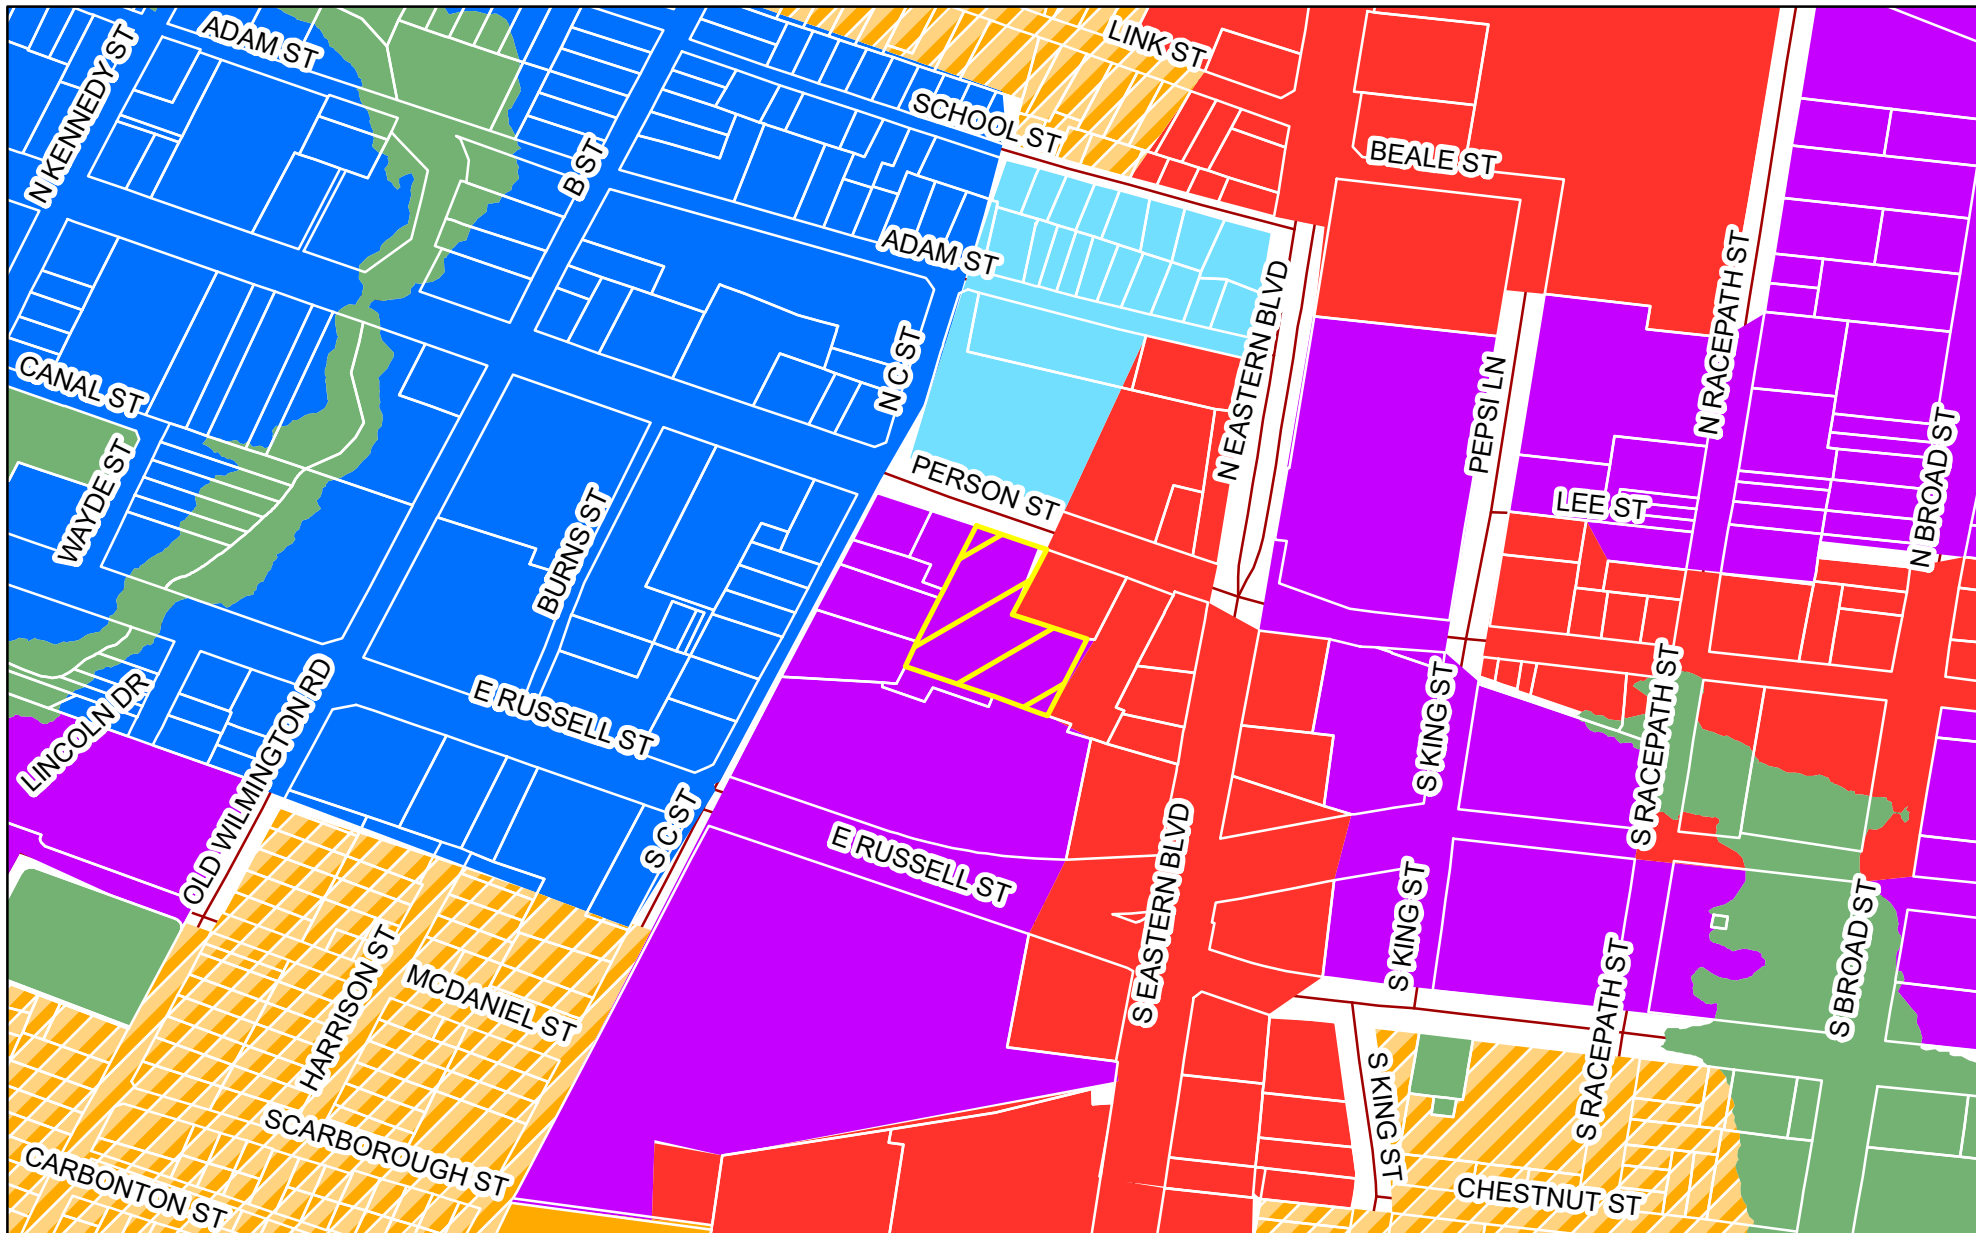 ADAM ST
LINK ST
N KENNEDY ST
SCHOOL ST
B ST
BEALE ST
ADAM ST
N RACEPATH ST
N EASTERN BLVD
N C ST
CANAL ST
PEPSI LN
N BROAD ST
WAYDE ST
PERSON ST
LEE ST
BURNS ST
LINCOLN DR
OLD WILMINGTON RD
E RUSSELL ST
S KING ST
S RACEPATH ST
S C ST
E RUSSELL ST
S EASTERN BLVD
S KING ST
S BROAD ST
HARRISON ST
MCDANIEL ST
S RACEPATH ST
S KING ST
SCARBOROUGH ST
CARBONTON ST
CHESTNUT ST